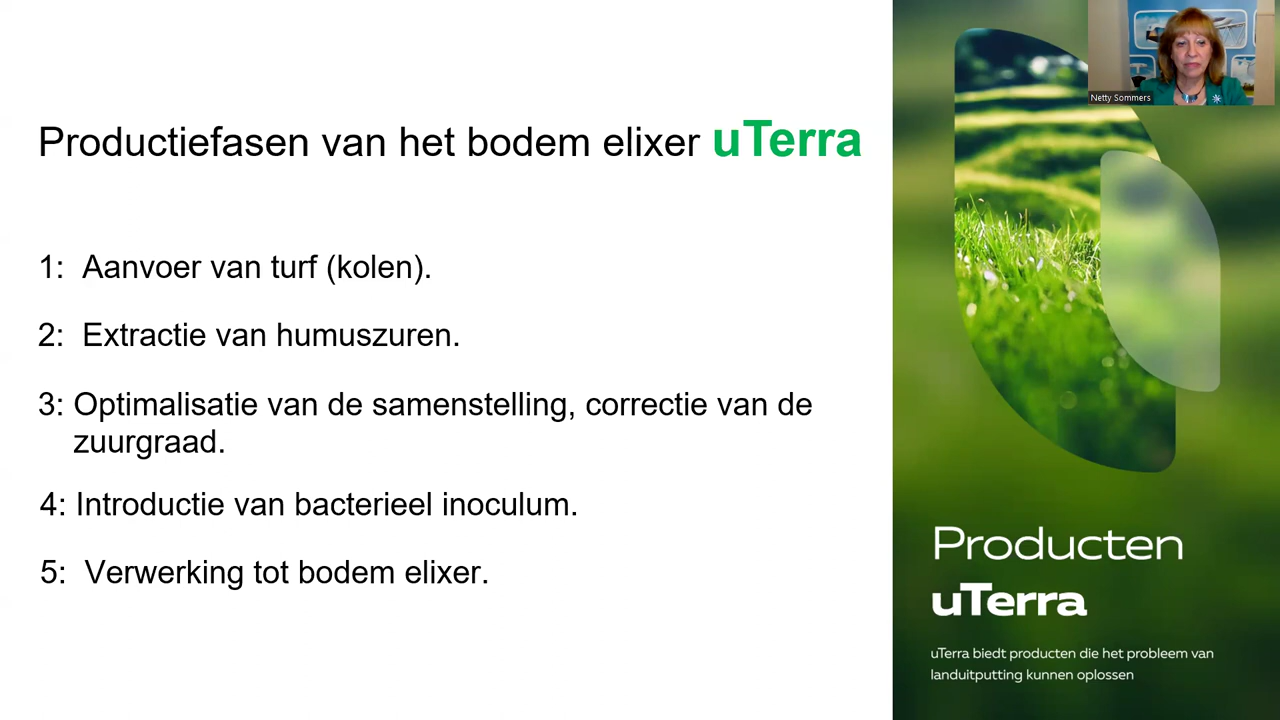 Productiefasen van het bodem elixer uTerra
1: Aanvoer van turf (kolen).
2: Extractie van humuszuren.
3: Optimalisatie van de samenstelling, correctie van de
zuurgraad.
4: Introductie van bacterieel inoculum.
5: Verwerking tot bodem elixer.
Netty Sommers
Producten
uTerra
uTerra biedt producten die het probleem van
landuitputting kunnen oplossen